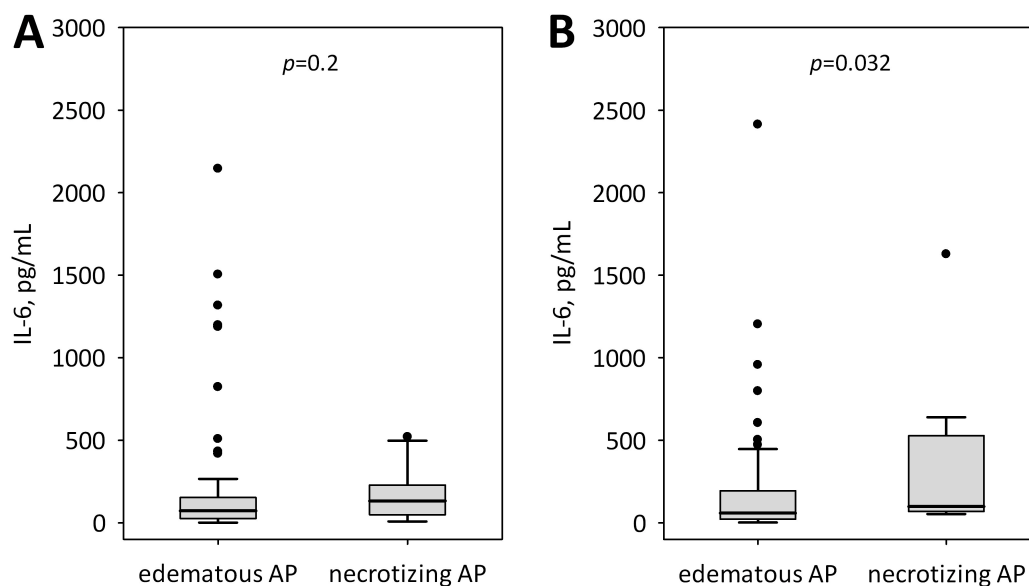 A
3000
p=0.2
2500
2000
1500
1000
500
0
IL-6, pg/mL
edematous AP
necrotizing AP
B
3000
p=0.032
2500
2000
1500
1000
500
0
IL-6, pg/mL
edematous AP
necrotizing AP